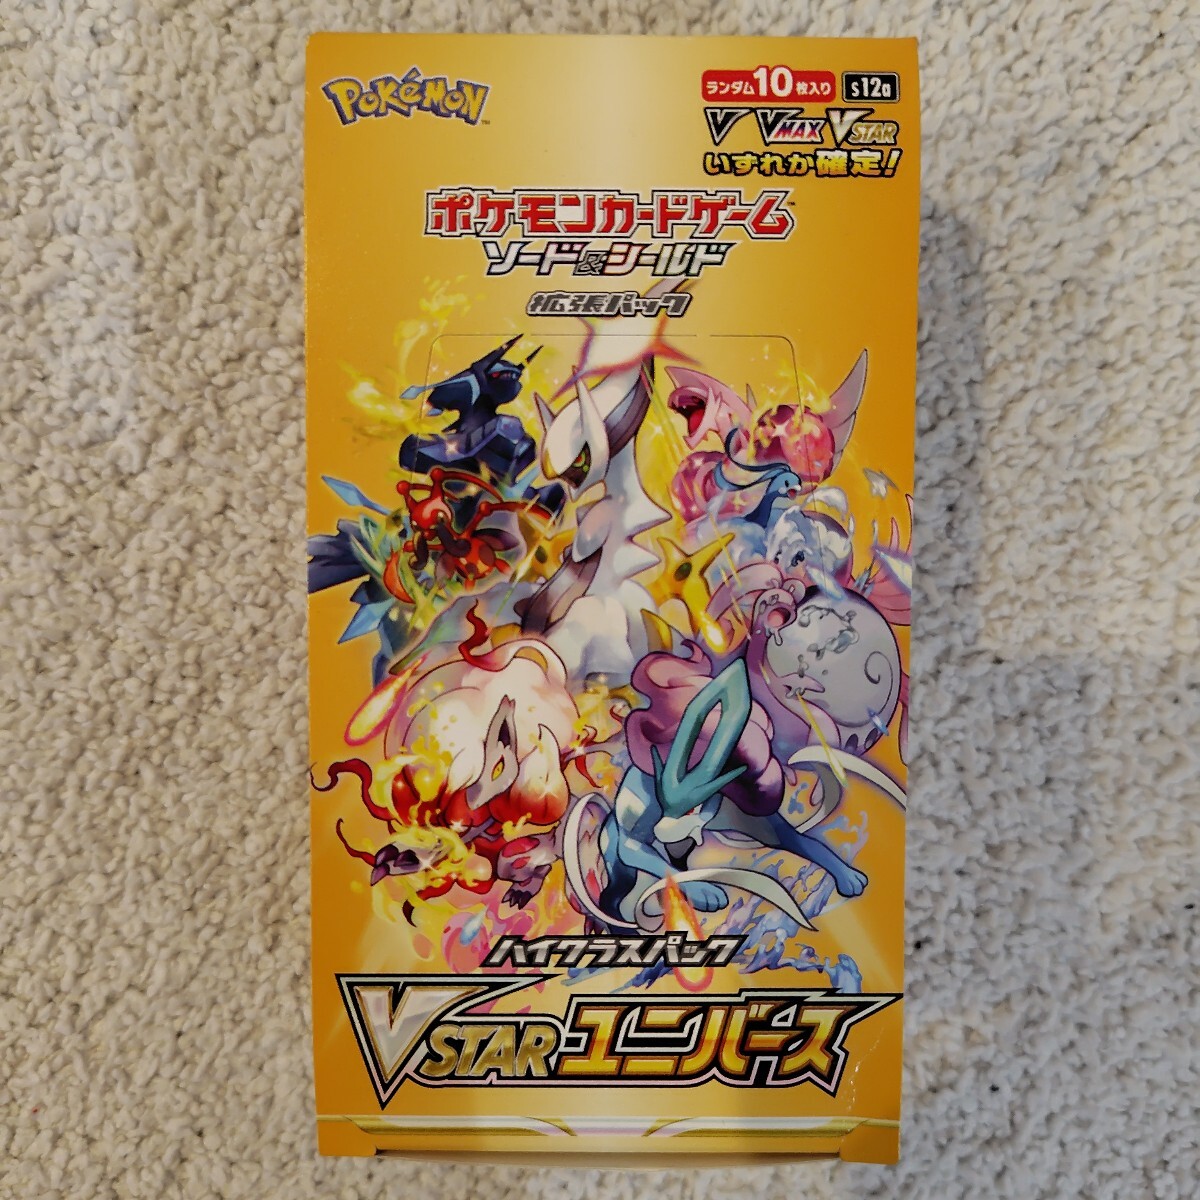 POKéMON™
ランダム10枚入り s12a
V VMAX VSTAR
いずれか確定!
ポケモンカードゲーム™
ソード&シールド
拡張パック
ハイクラスパック
VSTARユニバース